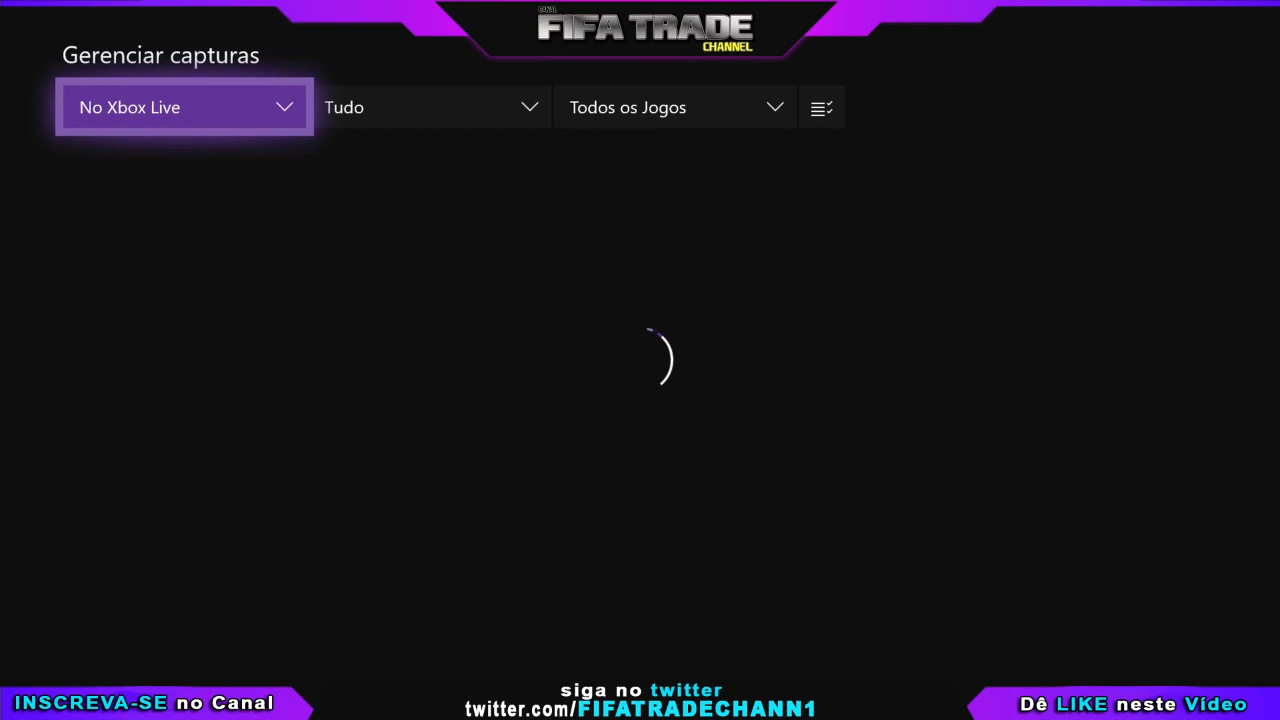 CANAL
FIFA TRADE
CHANNEL
Gerenciar capturas
No Xbox Live
Tudo
Todos os Jogos
INSCREVA-SE no Canal
siga no twitter
twitter.com/FIFATRADECHANN1
Dê LIKE neste Vídeo